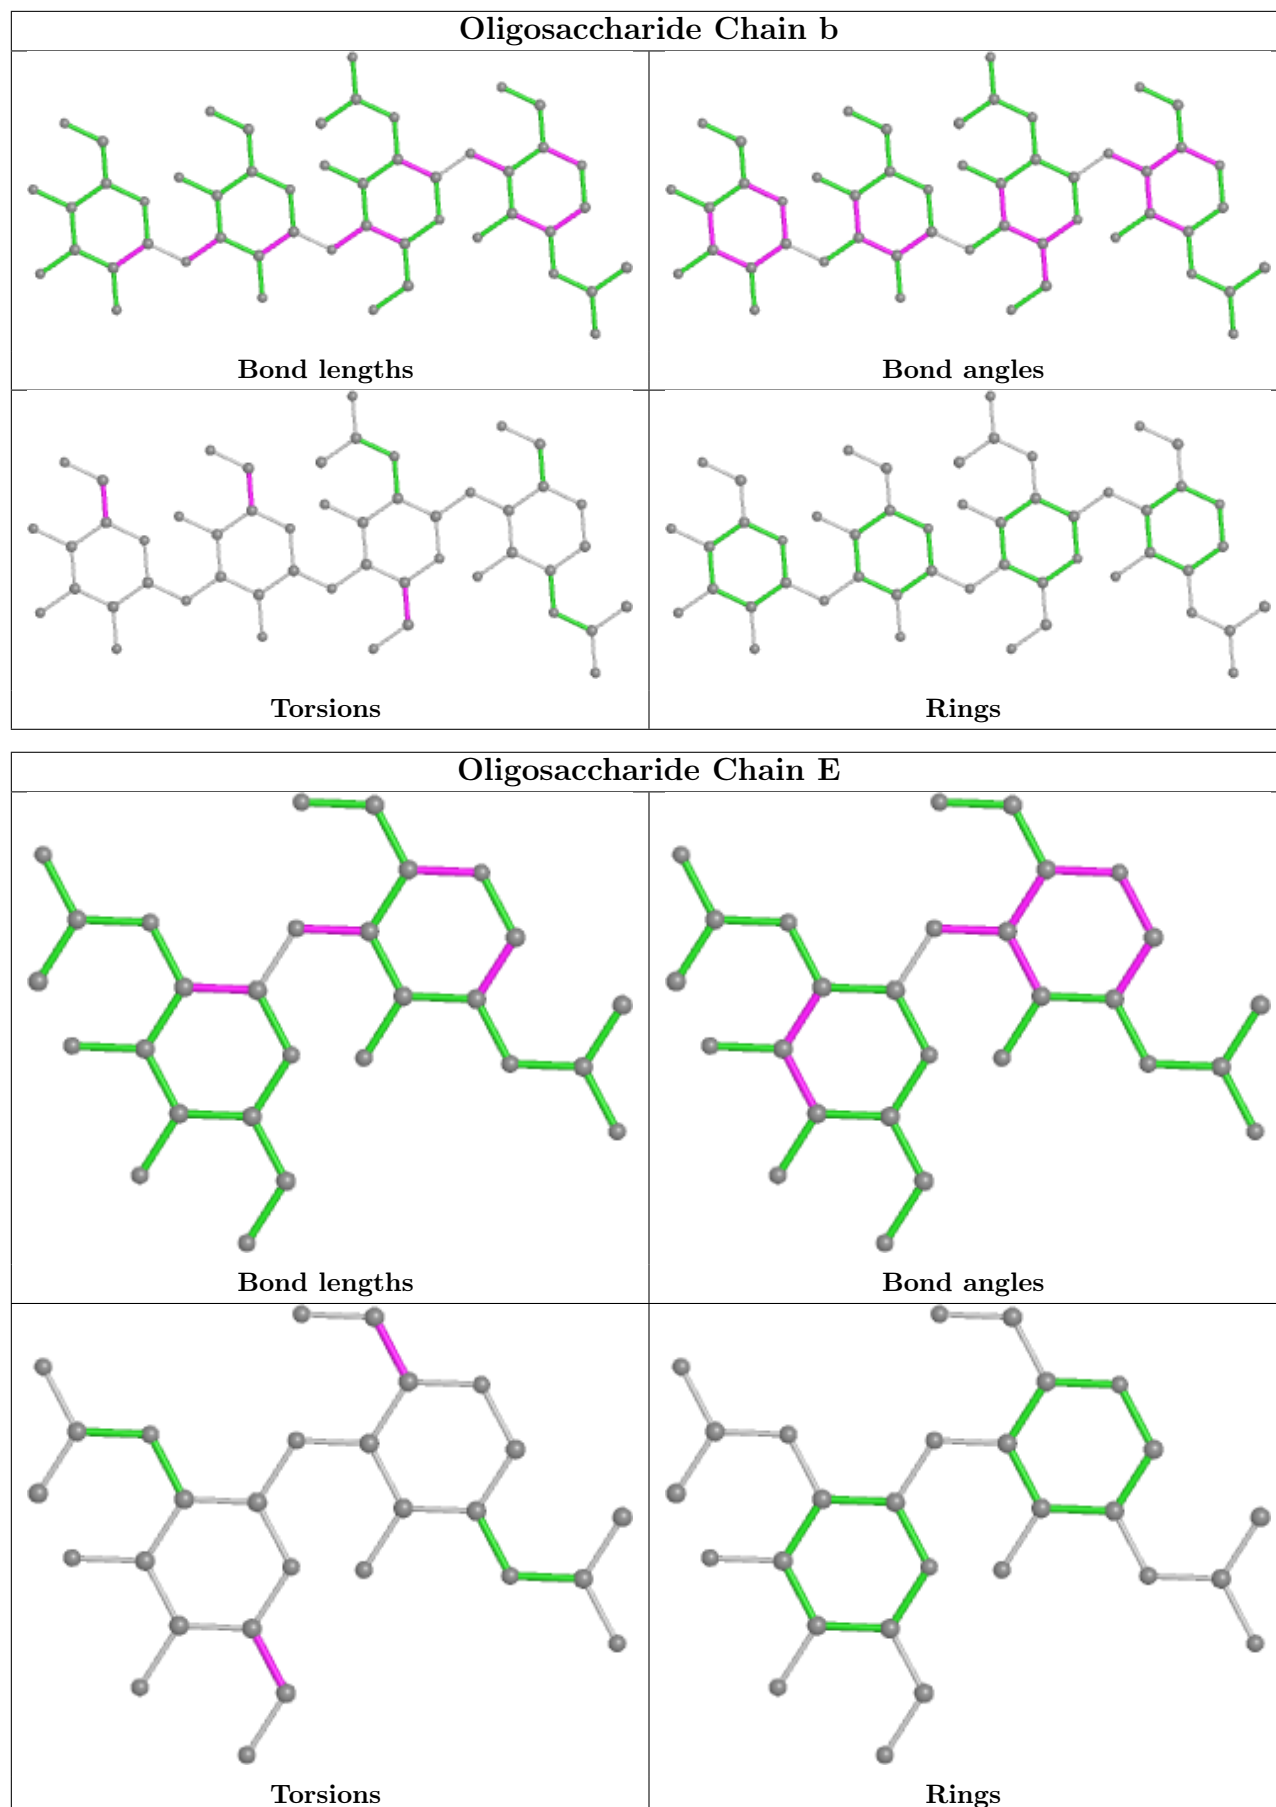 Oligosaccharide Chain b
Bond lengths
Bond angles
Torsions
Rings
Oligosaccharide Chain E
Bond lengths
Bond angles
Torsions
Rings